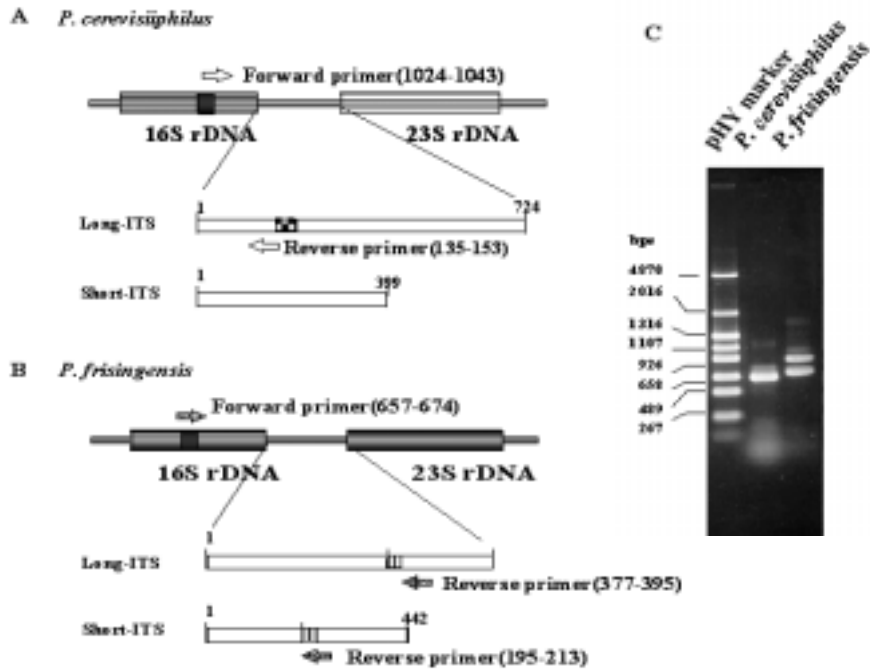 A P. cerevisiiphilus
Forward primer(1024-1043)
16S rDNA 23S rDNA
1 724
Long-ITS
Reverse primer(135-153)
1 399
Short-ITS
B P. frisingensis
Forward primer(657-674)
16S rDNA 23S rDNA
1
Long-ITS
Reverse primer(377-395)
1 442
Short-ITS
Reverse primer(195-213)
C
pHY marker
P. cerevisiiphilus
P. frisingensis
bps
4870
2016
1216
1107
926
658
489
267